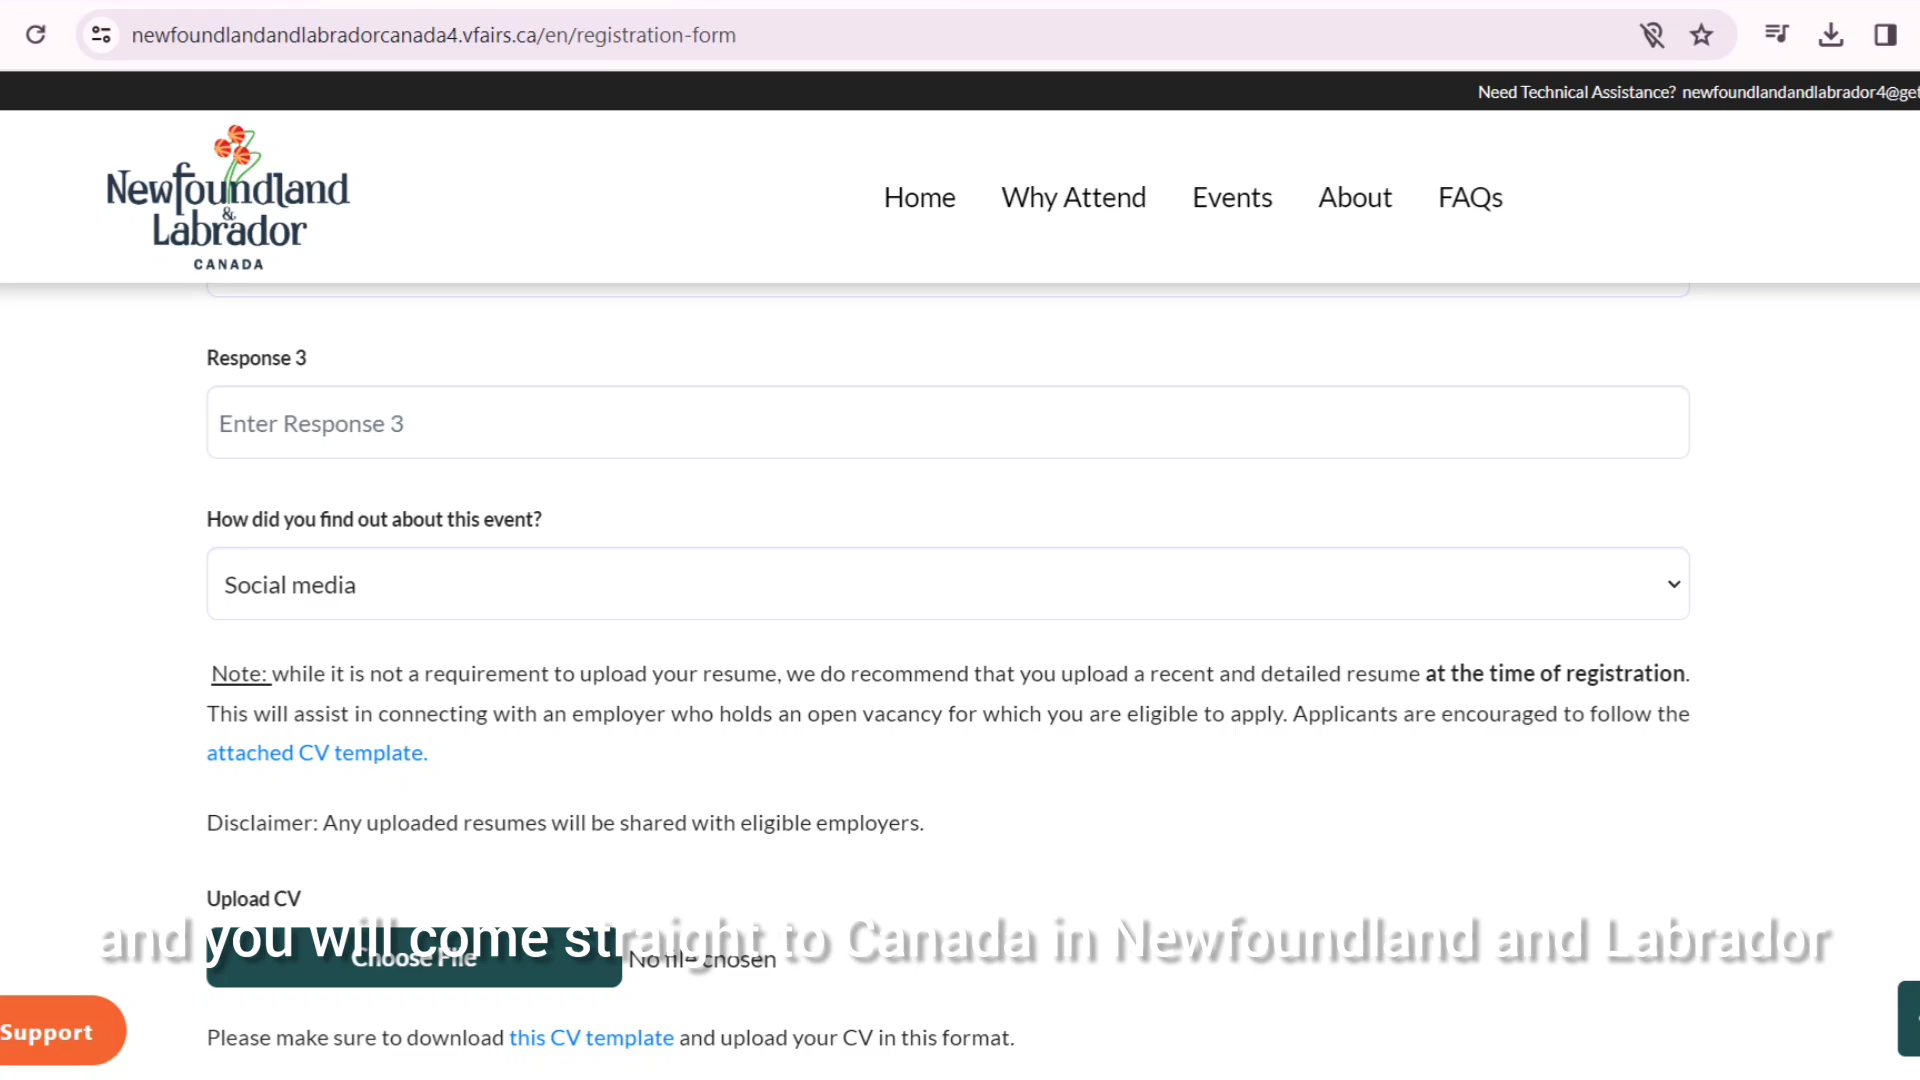 newfoundlandandlabradorcanada4.vfairs.ca/en/registration-form
Need Technical Assistance? newfoundlandandlabrador4@get
Newfoundland
&
Labrador
CANADA
Home Why Attend Events About FAQs
Response 3
Enter Response 3
How did you find out about this event?
Social media
Note: while it is not a requirement to upload your resume, we do recommend that you upload a recent and detailed resume at the time of registration.
This will assist in connecting with an employer who holds an open vacancy for which you are eligible to apply. Applicants are encouraged to follow the
attached CV template.
Disclaimer: Any uploaded resumes will be shared with eligible employers.
Upload CV
and you will come straight to Canada in Newfoundland and Labrador
Choose File No file chosen
Support
Please make sure to download this CV template and upload your CV in this format.